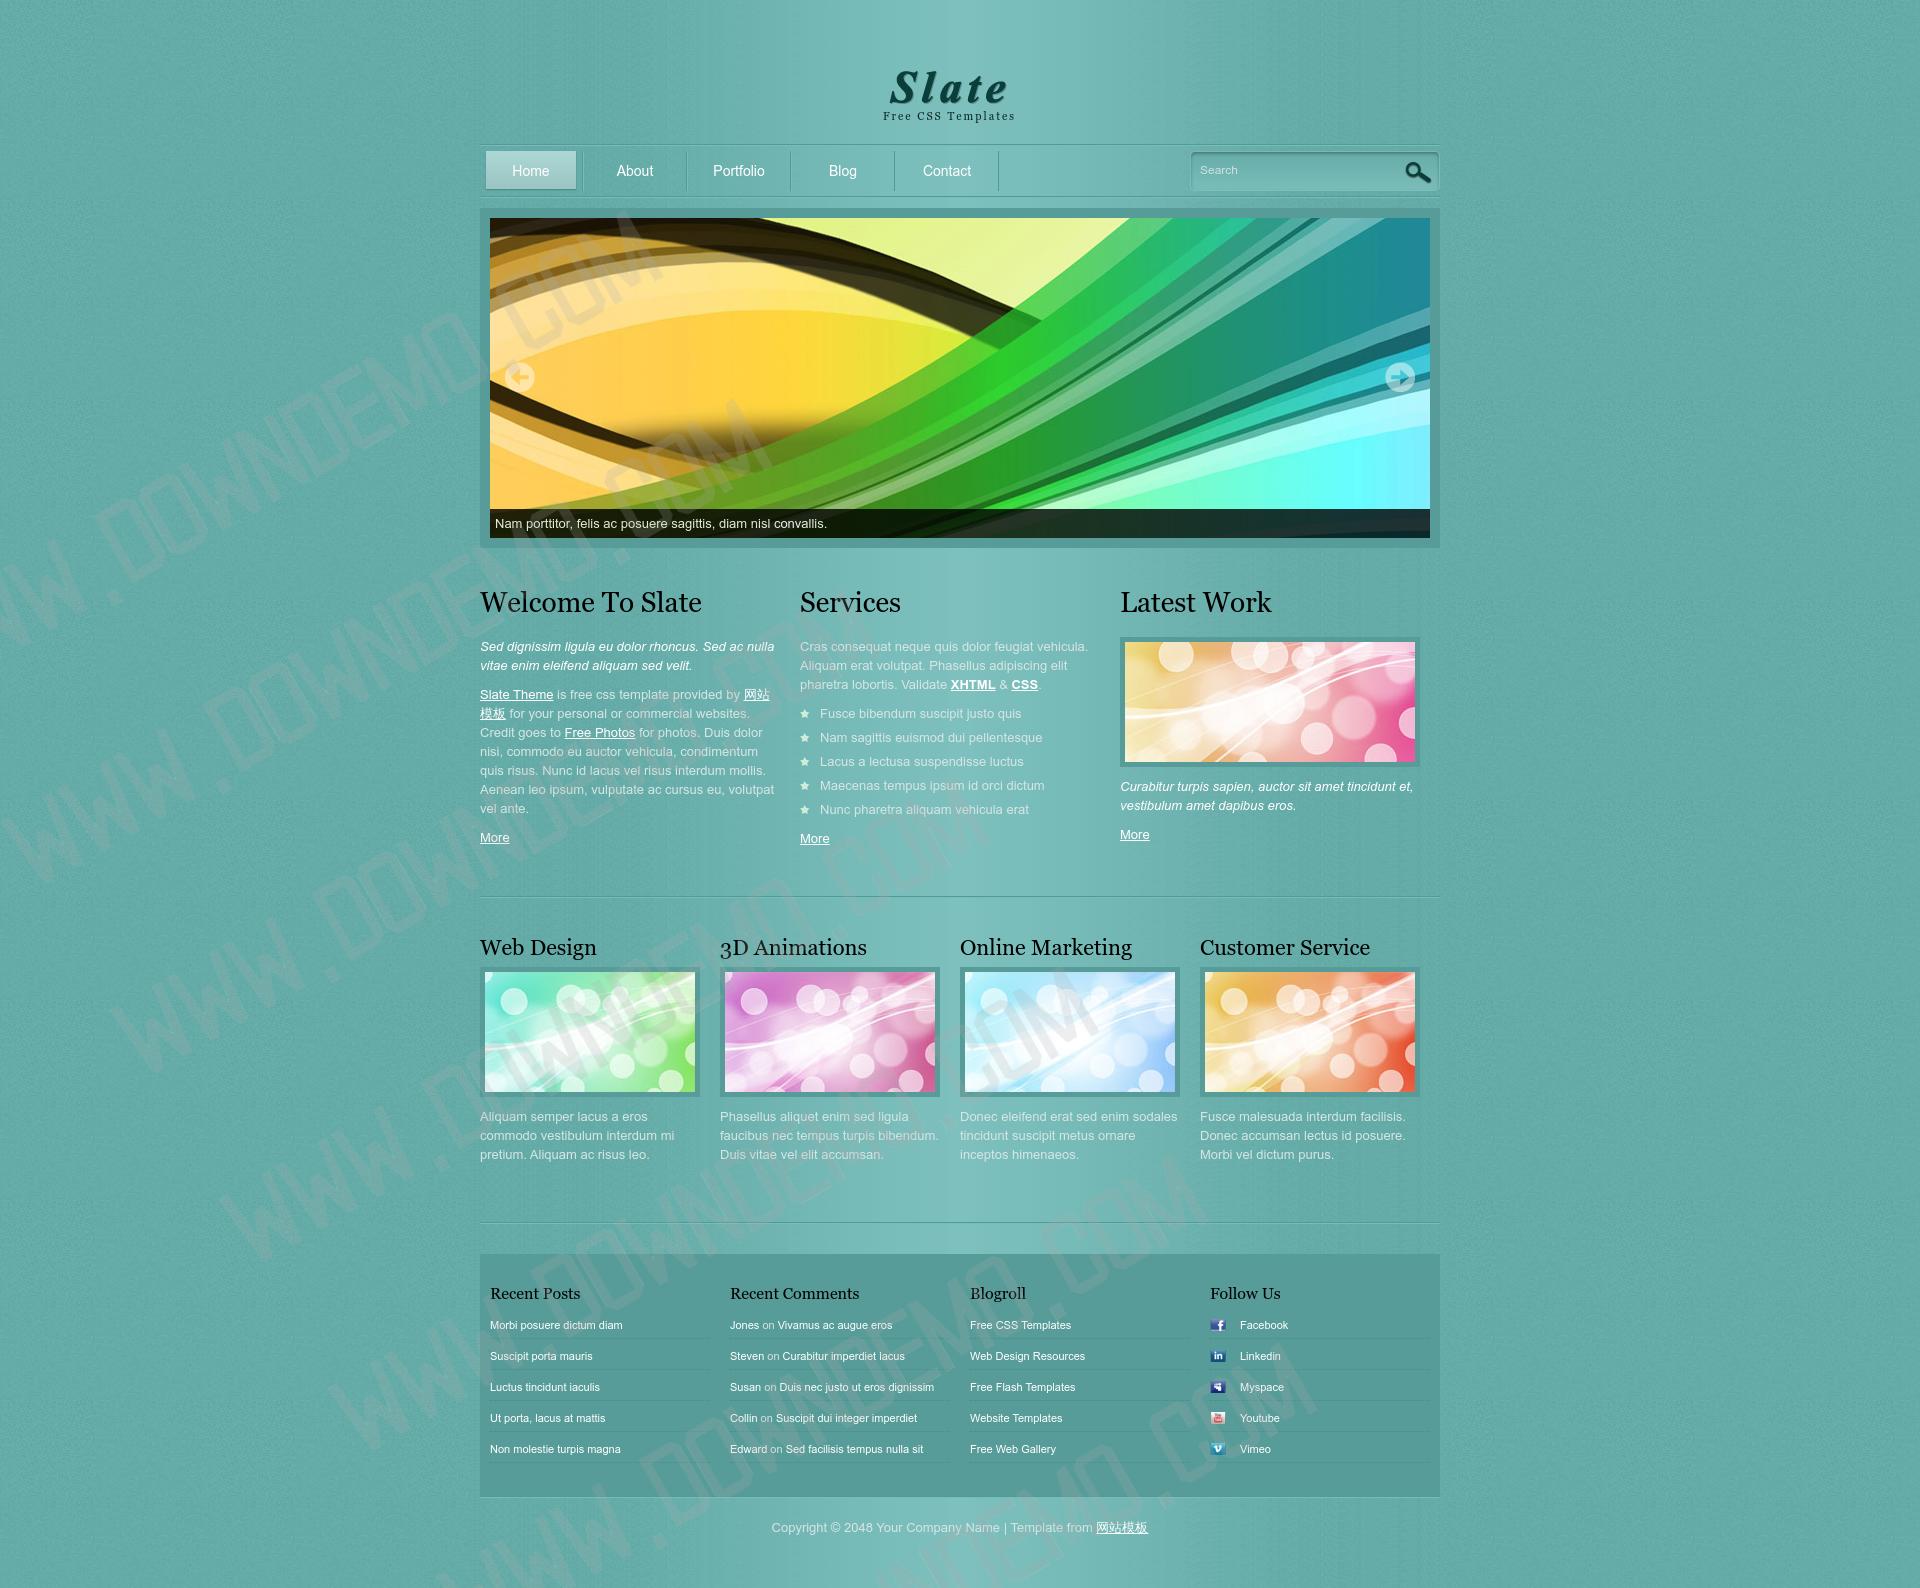 Slate
Free CSS Templates
Home
About
Portfolio
Blog
Contact
Search
Nam porttitor, felis ac posuere sagittis, diam nisl convallis.
Welcome To Slate
Sed dignissim ligula eu dolor rhoncus. Sed ac nulla
vitae enim eleifend aliquam sed velit.
Slate Theme is free css template provided by 网站
模板 for your personal or commercial websites.
Credit goes to Free Photos for photos. Duis dolor
nisi, commodo eu auctor vehicula, condimentum
quis risus. Nunc id lacus vel risus interdum mollis.
Aenean leo ipsum, vulputate ac cursus eu, volutpat
vel ante.
More
Services
Cras consequat neque quis dolor feugiat vehicula.
Aliquam erat volutpat. Phasellus adipiscing elit
pharetra lobortis. Validate XHTML & CSS.
Fusce bibendum suscipit justo quis
Nam sagittis euismod dui pellentesque
Lacus a lectusa suspendisse luctus
Maecenas tempus ipsum id orci dictum
Nunc pharetra aliquam vehicula erat
More
Latest Work
Curabitur turpis sapien, auctor sit amet tincidunt et,
vestibulum amet dapibus eros.
More
Web Design
Aliquam semper lacus a eros
commodo vestibulum interdum mi
pretium. Aliquam ac risus leo.
3D Animations
Phasellus aliquet enim sed ligula
faucibus nec tempus turpis bibendum.
Duis vitae vel elit accumsan.
Online Marketing
Donec eleifend erat sed enim sodales
tincidunt suscipit metus ornare
inceptos himenaeos.
Customer Service
Fusce malesuada interdum facilisis.
Donec accumsan lectus id posuere.
Morbi vel dictum purus.
Recent Posts
Morbi posuere dictum diam
Suscipit porta mauris
Luctus tincidunt iaculis
Ut porta, lacus at mattis
Non molestie turpis magna
Recent Comments
Jones on Vivamus ac augue eros
Steven on Curabitur imperdiet lacus
Susan on Duis nec justo ut eros dignissim
Collin on Suscipit dui integer imperdiet
Edward on Sed facilisis tempus nulla sit
Blogroll
Free CSS Templates
Web Design Resources
Free Flash Templates
Website Templates
Free Web Gallery
Follow Us
Facebook
Linkedin
Myspace
Youtube
Vimeo
Copyright © 2048 Your Company Name | Template from 网站模板
WWW.DOWNDEMO.COM
WWW.DOWNDEMO.COM
WWW.DOWNDEMO.COM
WWW.DOWNDEMO.COM
WWW.DOWNDEMO.COM
WWW.DOWNDEMO.COM